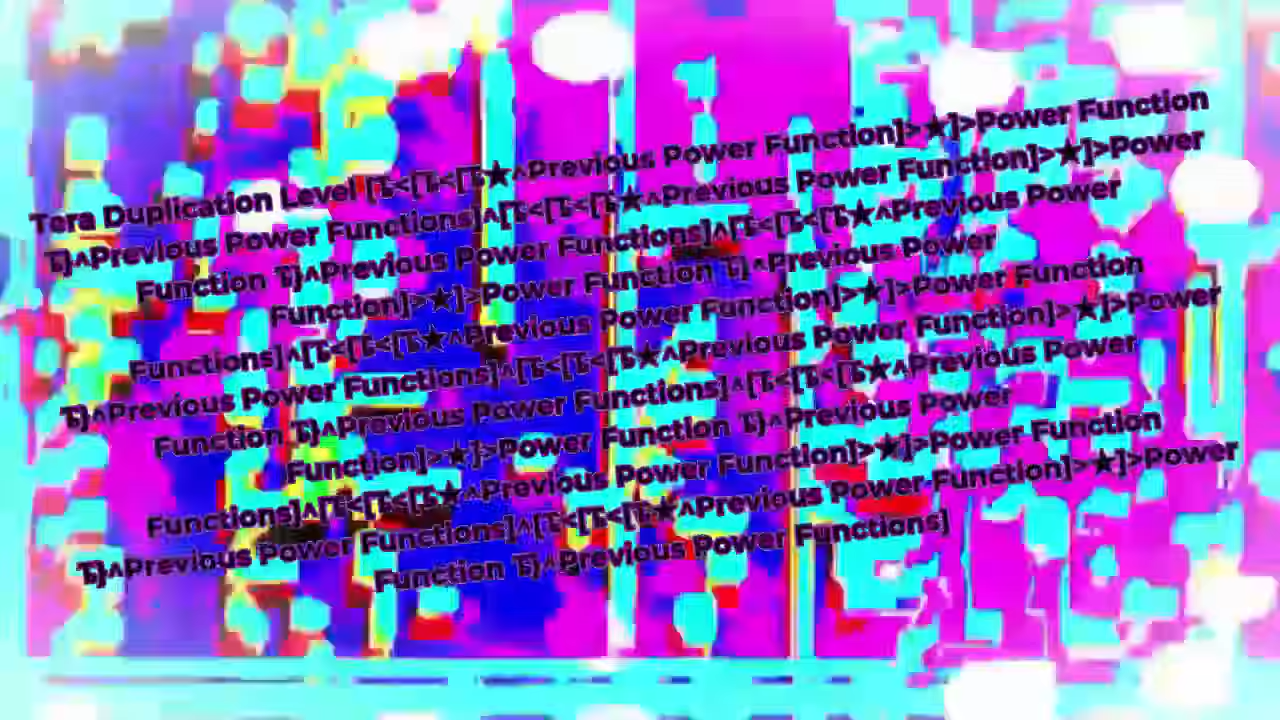 Tera Duplication Level [Ҕ<[Ҕ<[Ҕ★^Previous Power Function]>★]>Power Function
Ҕ}^Previous Power Functions]^[Ҕ<[Ҕ<[Ҕ★^Previous Power Function]>★]>Power
Function Ҕ}^Previous Power Functions]^[Ҕ<[Ҕ<[Ҕ★^Previous Power
Function]>★]>Power Function Ҕ}^Previous Power
Functions]^[Ҕ<[Ҕ<[Ҕ★^Previous Power Function]>★]>Power Function
Ҕ}^Previous Power Functions]^[Ҕ<[Ҕ<[Ҕ★^Previous Power Function]>★]>Power
Function Ҕ}^Previous Power Functions]^[Ҕ<[Ҕ<[Ҕ★^Previous Power
Function]>★]>Power Function Ҕ}^Previous Power
Functions]^[Ҕ<[Ҕ<[Ҕ★^Previous Power Function]>★]>Power Function
Ҕ}^Previous Power Functions]^[Ҕ<[Ҕ<[Ҕ★^Previous Power Function]>★]>Power
Function Ҕ}^Previous Power Functions]